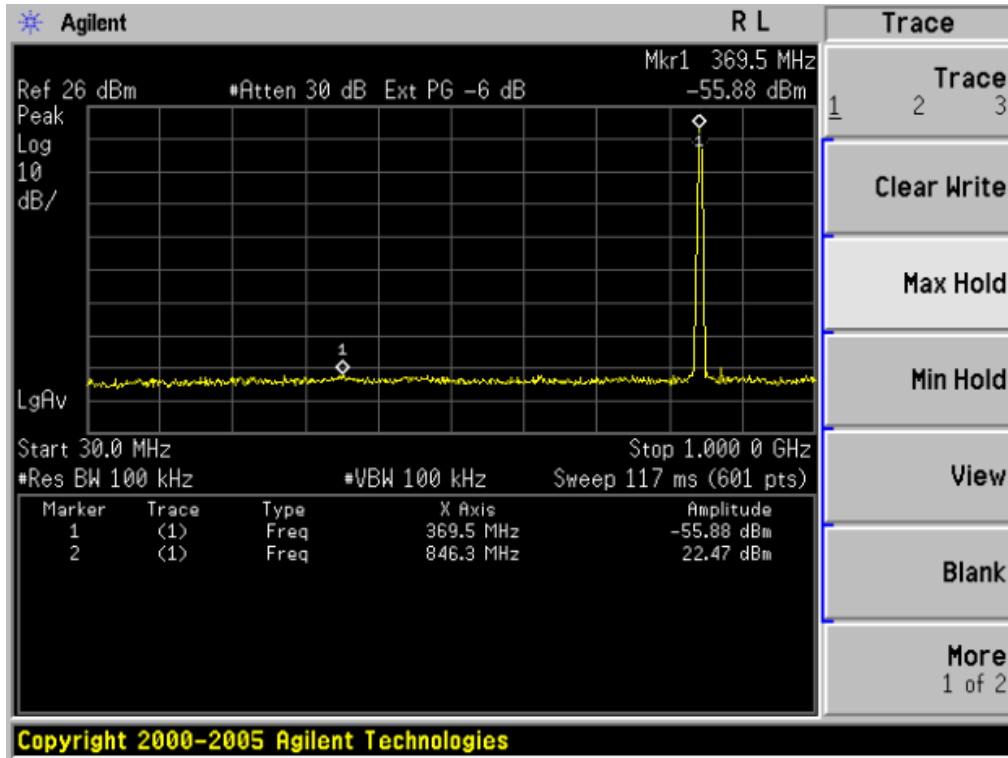 Agilent R L Trace
Mkr1 369.5 MHz
Ref 26 dBm #Atten 30 dB Ext PG -6 dB -55.88 dBm
Peak
Log
10
dB/
1
1
LgAv
Start 30.0 MHz Stop 1.000 0 GHz
#Res BW 100 kHz #VBW 100 kHz Sweep 117 ms (601 pts)
Marker Trace Type X Axis Amplitude
1 (1) Freq 369.5 MHz -55.88 dBm
2 (1) Freq 846.3 MHz 22.47 dBm
Trace
1 2 3
Clear Write
Max Hold
Min Hold
View
Blank
More
1 of 2
Copyright 2000-2005 Agilent Technologies